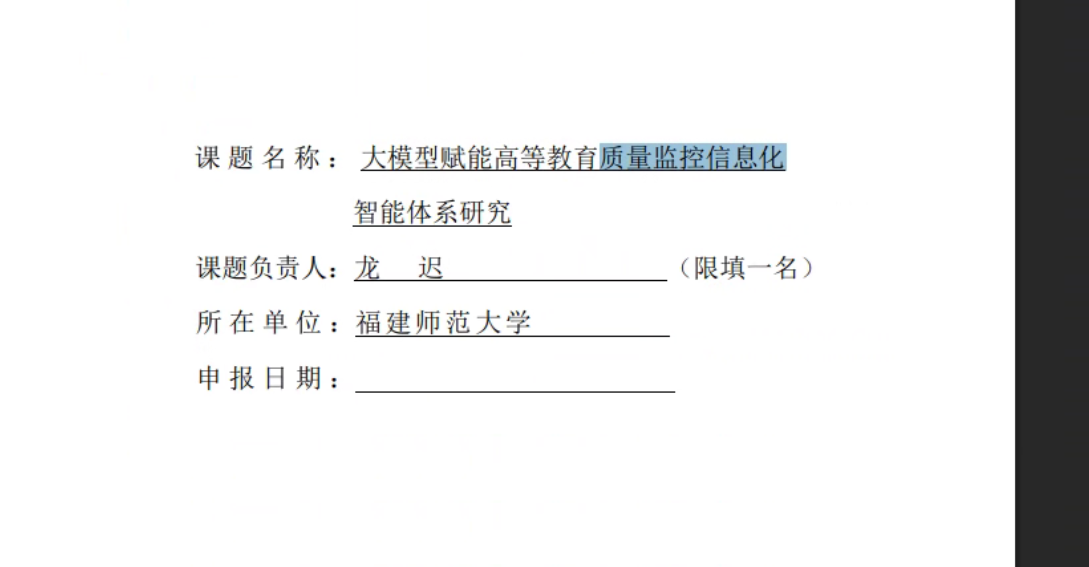 课题名称：大模型赋能高等教育质量监控信息化
智能体系研究
课题负责人：龙 迟（限填一名）
所在单位：福建师范大学
申报日期：